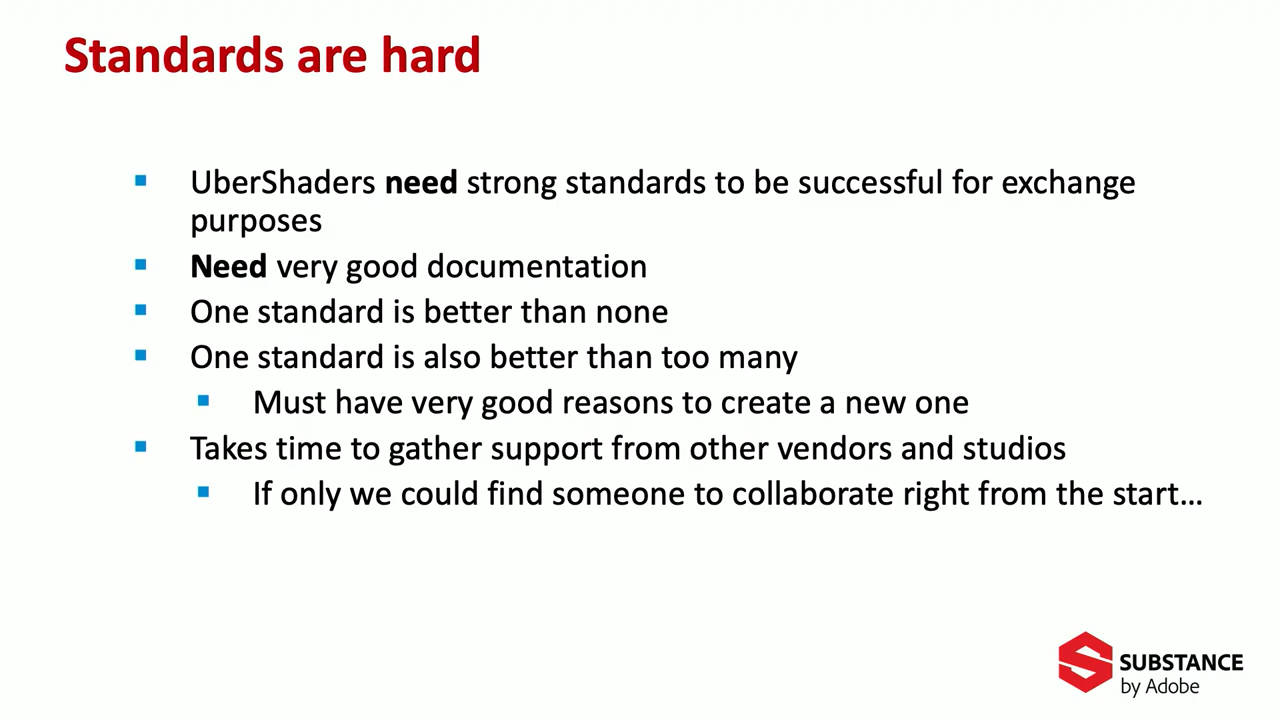 Standards are hard
UberShaders need strong standards to be successful for exchange
purposes
Need very good documentation
One standard is better than none
One standard is also better than too many
Must have very good reasons to create a new one
Takes time to gather support from other vendors and studios
If only we could find someone to collaborate right from the start…
SUBSTANCE
by Adobe